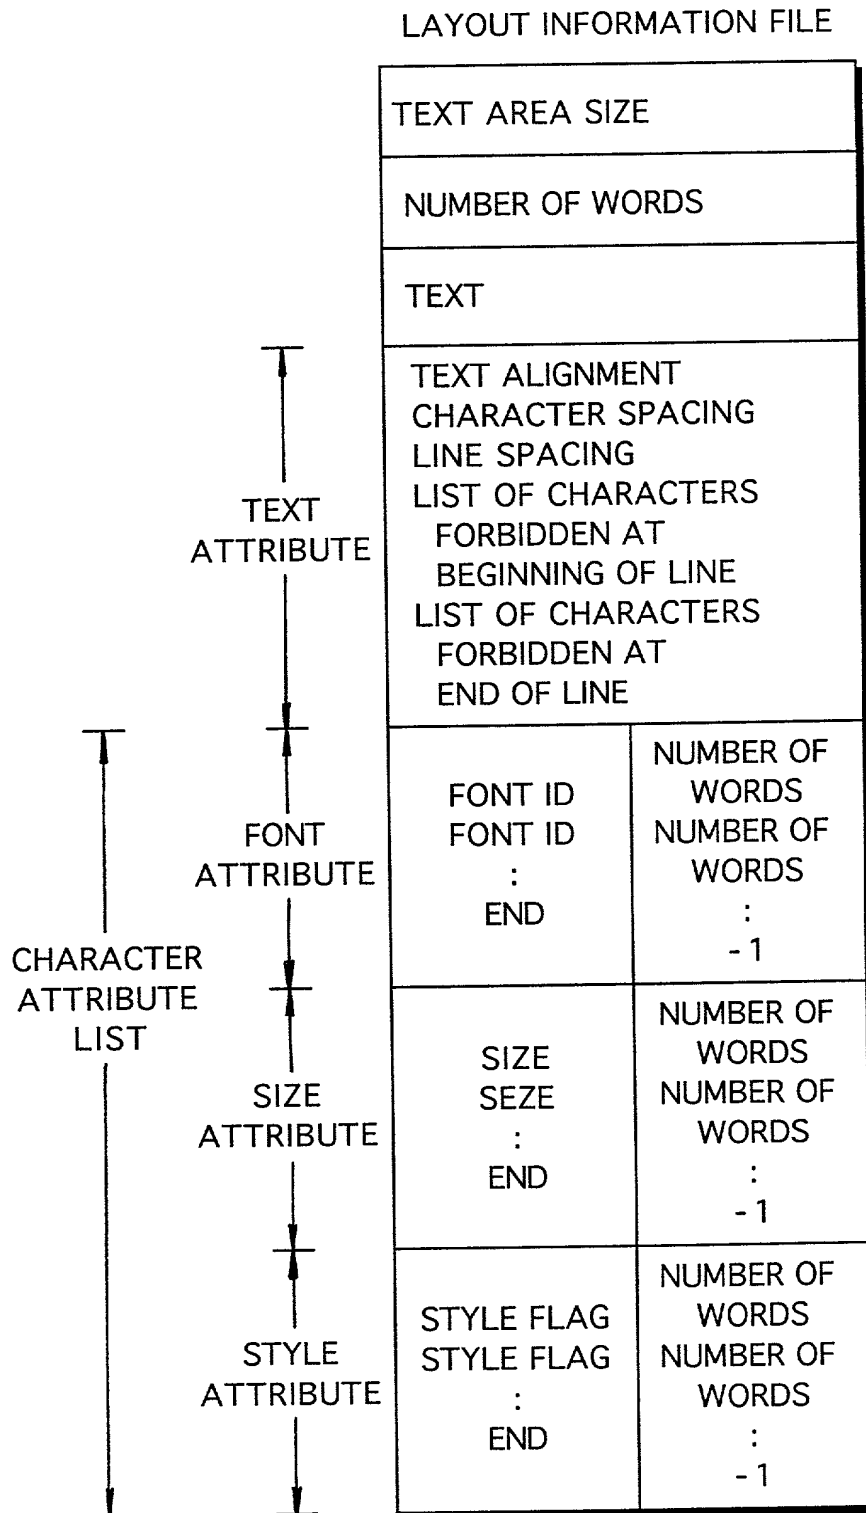 LAYOUT INFORMATION FILE
TEXT AREA SIZE
NUMBER OF WORDS
TEXT
TEXT
ATTRIBUTE
TEXT ALIGNMENT
CHARACTER SPACING
LINE SPACING
LIST OF CHARACTERS
FORBIDDEN AT
BEGINNING OF LINE
LIST OF CHARACTERS
FORBIDDEN AT
END OF LINE
CHARACTER
ATTRIBUTE
LIST
FONT
ATTRIBUTE
FONT ID
FONT ID
:
END
NUMBER OF
WORDS
NUMBER OF
WORDS
:
-1
SIZE
ATTRIBUTE
SIZE
SEZE
:
END
NUMBER OF
WORDS
NUMBER OF
WORDS
:
-1
STYLE
ATTRIBUTE
STYLE FLAG
STYLE FLAG
:
END
NUMBER OF
WORDS
NUMBER OF
WORDS
:
-1